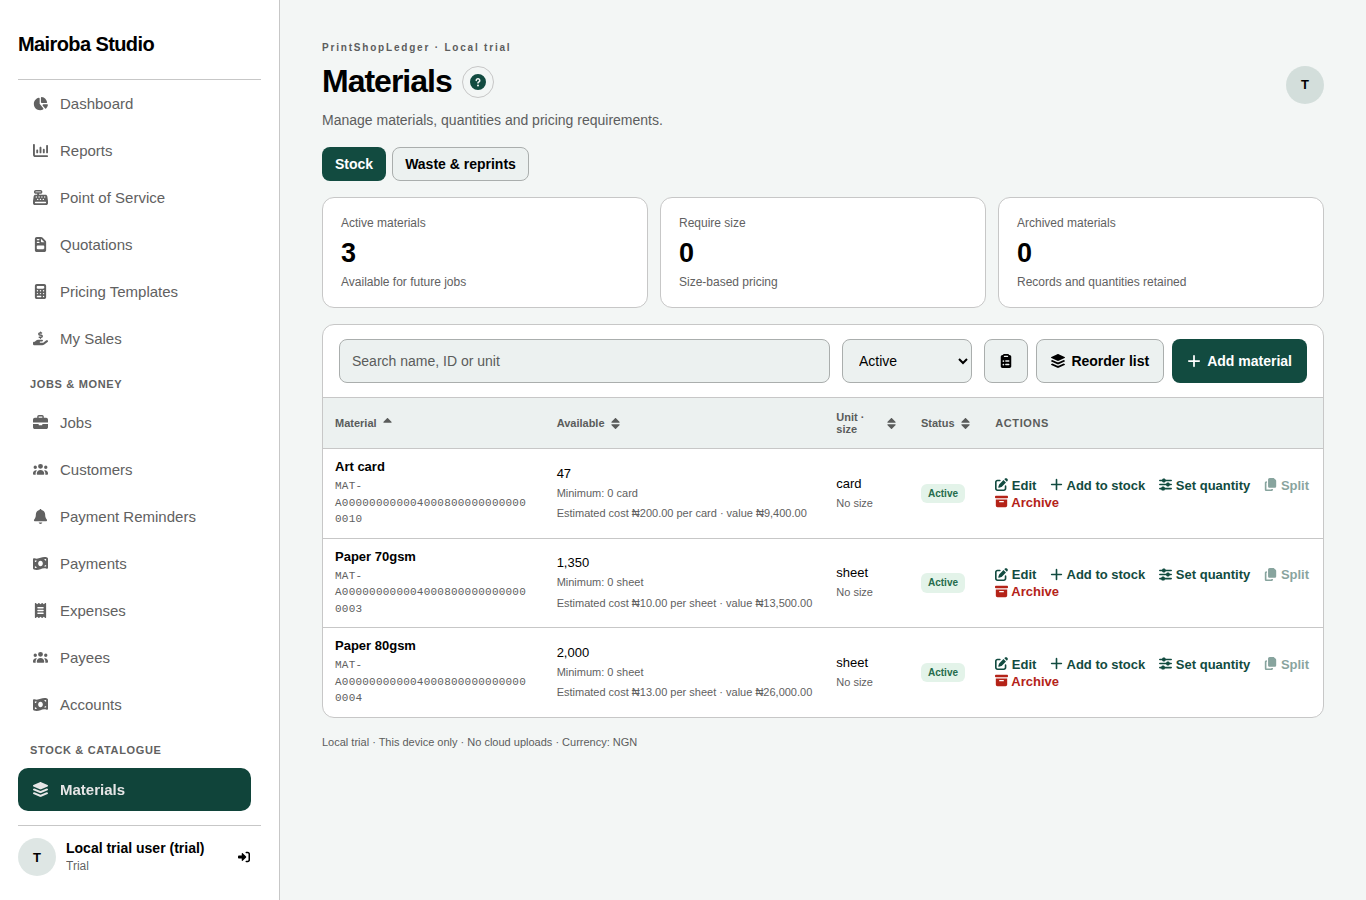 Mairoba Studio
Dashboard
Reports
Point of Service
Quotations
Pricing Templates
My Sales
JOBS & MONEY
Jobs
Customers
Payment Reminders
Payments
Expenses
Payees
Accounts
STOCK & CATALOGUE
Materials
T
Local trial user (trial)
Trial
PrintShopLedger · Local trial
Materials
?
T
Manage materials, quantities and pricing requirements.
Stock
Waste & reprints
Active materials
3
Available for future jobs
Require size
0
Size-based pricing
Archived materials
0
Records and quantities retained
Search name, ID or unit
Active
Reorder list
Add material
Material
Available
Unit ·
size
Status
ACTIONS
Art card
MAT-
A000000000004000800000000000
0010
47
Minimum: 0 card
Estimated cost ₦200.00 per card · value ₦9,400.00
card
No size
Active
Edit
Add to stock
Set quantity
Split
Archive
Paper 70gsm
MAT-
A000000000004000800000000000
0003
1,350
Minimum: 0 sheet
Estimated cost ₦10.00 per sheet · value ₦13,500.00
sheet
No size
Active
Edit
Add to stock
Set quantity
Split
Archive
Paper 80gsm
MAT-
A000000000004000800000000000
0004
2,000
Minimum: 0 sheet
Estimated cost ₦13.00 per sheet · value ₦26,000.00
sheet
No size
Active
Edit
Add to stock
Set quantity
Split
Archive
Local trial · This device only · No cloud uploads · Currency: NGN